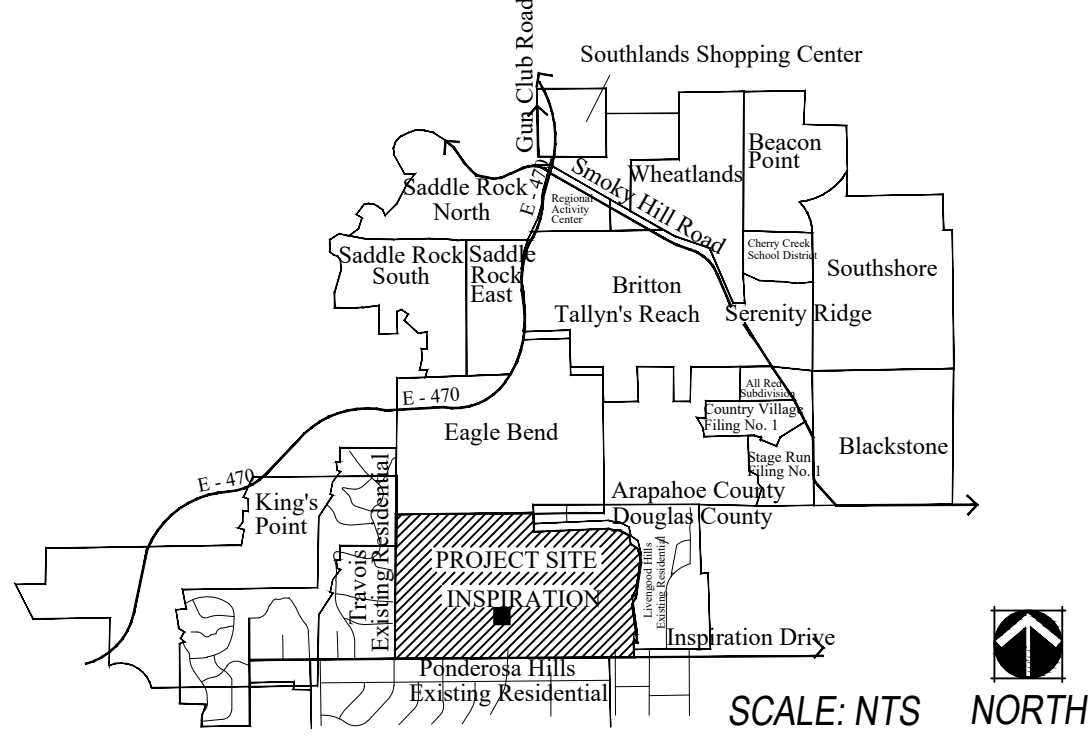 Gun Club Road
Southlands Shopping Center
Beacon
Point
Wheatlands
Smoky Hill Road
Saddle Rock
North
E - 470
Regional
Activity
Center
Cherry Creek
School District
Southshore
Saddle Rock
South
Saddle
Rock
East
Britton
Tallyn's Reach
Serenity Ridge
All Red
Subdivision
E - 470
Country Village
Filing No. 1
Eagle Bend
Blackstone
Stage Run
Filing No. 1
E - 470
King's
Point
Arapahoe County
Douglas County
Travois
Existing Residential
PROJECT SITE
INSPIRATION
Livengood Hills
Existing Residential
Inspiration Drive
Ponderosa Hills
Existing Residential
SCALE: NTS
NORTH